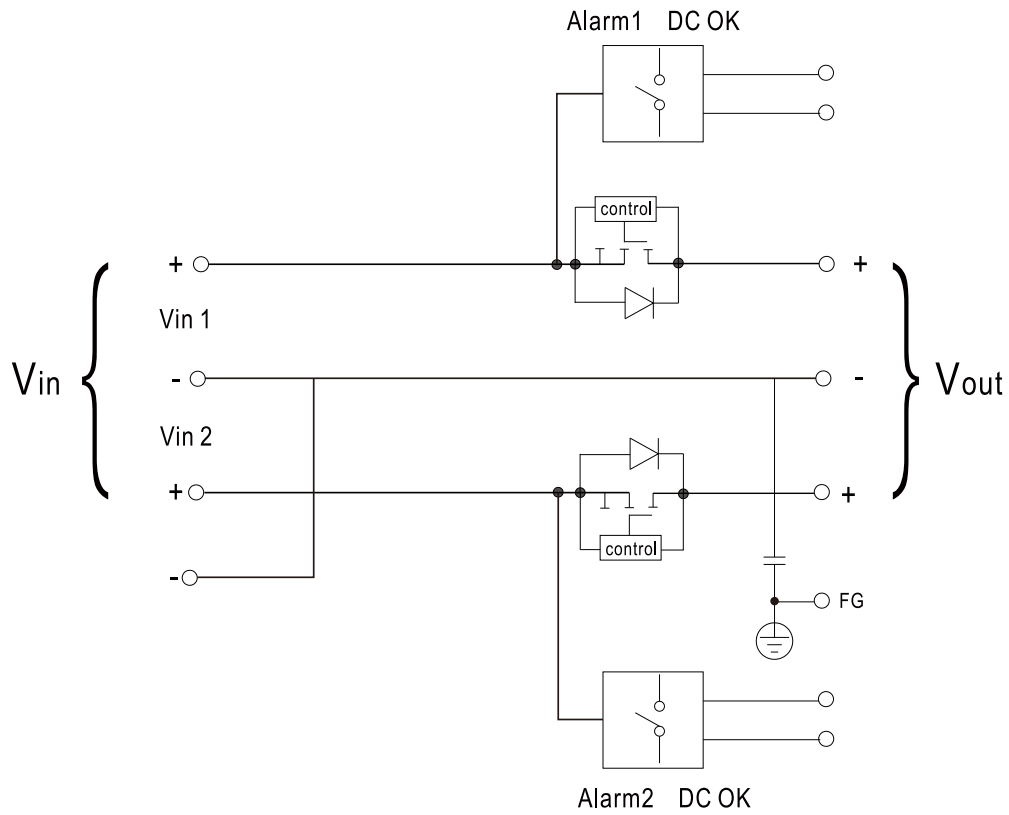 Alarm1 DC OK
control
+ +
Vin 1
Vin - - Vout
Vin 2
+ +
control
-
FG
Alarm2 DC OK